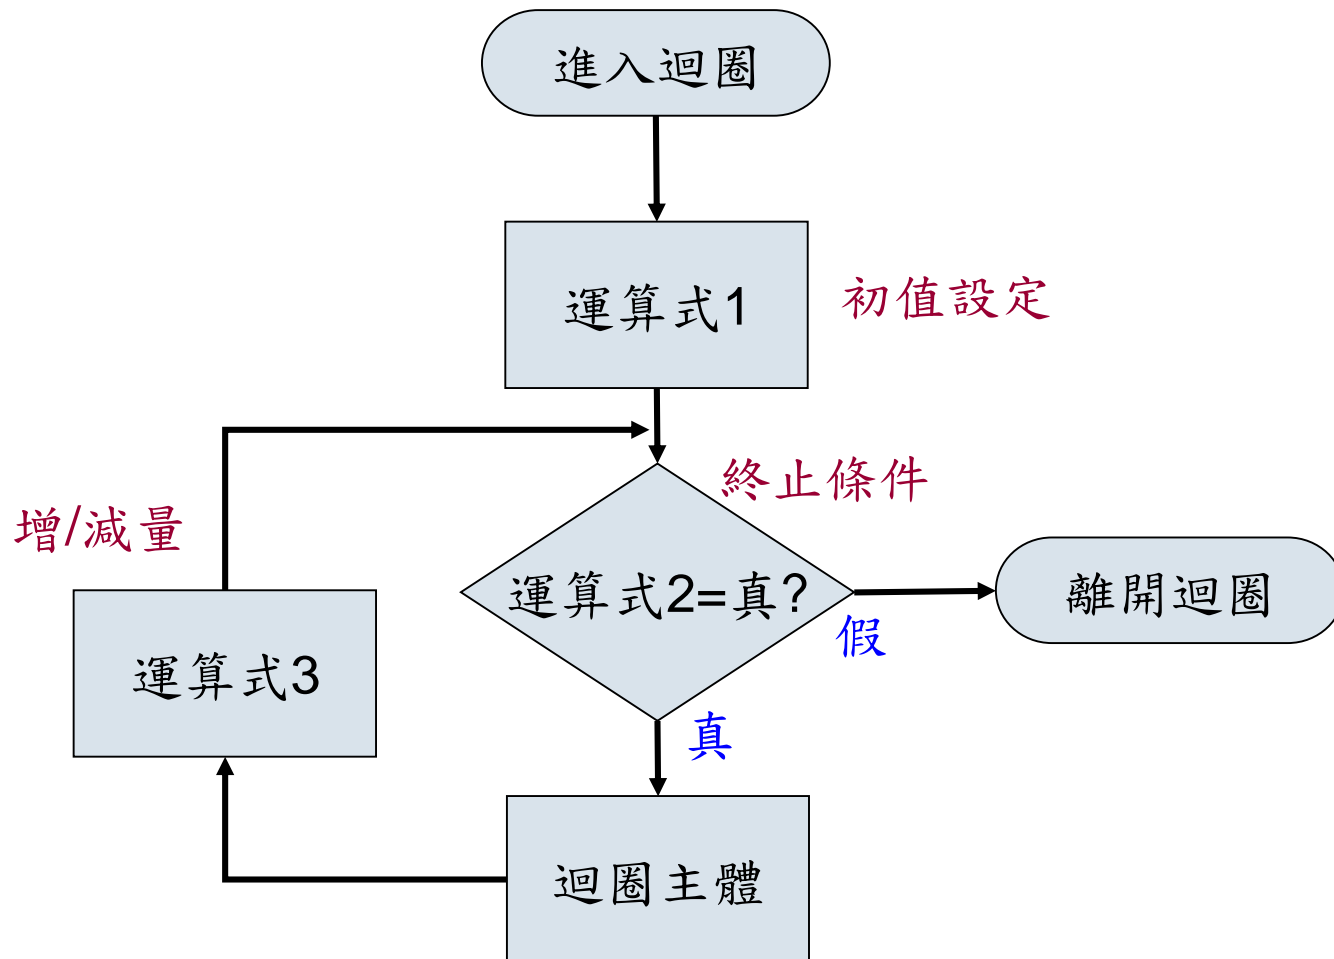 進入迴圈
運算式1
初值設定
終止條件
增/減量
運算式2=真?
離開迴圈
假
運算式3
真
迴圈主體